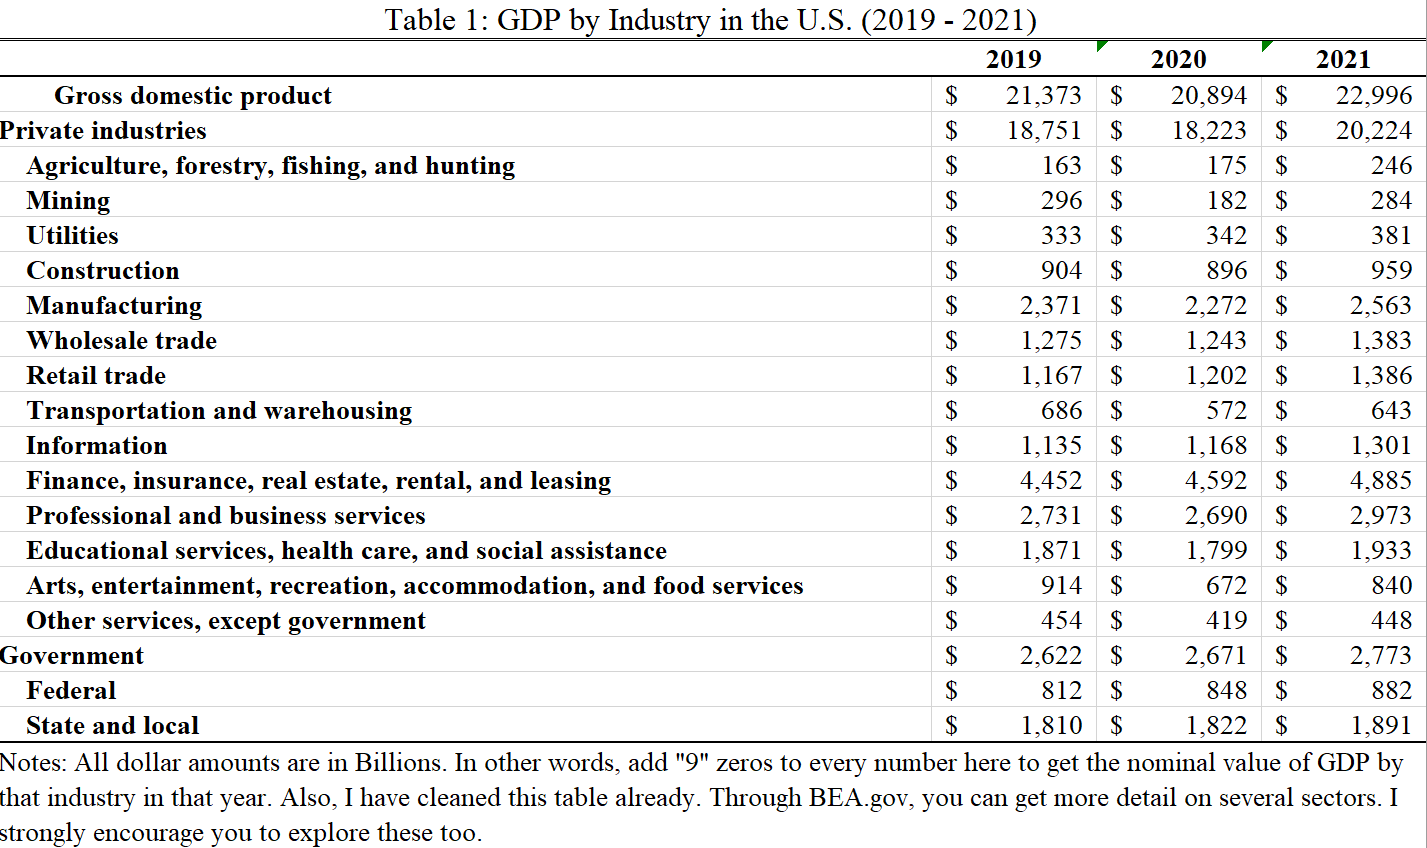 Table 1: GDP by Industry in the U.S. (2019 - 2021)
2019 2020 2021
Gross domestic product $ 21,373 $ 20,894 $ 22,996
Private industries $ 18,751 $ 18,223 $ 20,224
Agriculture, forestry, fishing, and hunting $ 163 $ 175 $ 246
Mining $ 296 $ 182 $ 284
Utilities $ 333 $ 342 $ 381
Construction $ 904 $ 896 $ 959
Manufacturing $ 2,371 $ 2,272 $ 2,563
Wholesale trade $ 1,275 $ 1,243 $ 1,383
Retail trade $ 1,167 $ 1,202 $ 1,386
Transportation and warehousing $ 686 $ 572 $ 643
Information $ 1,135 $ 1,168 $ 1,301
Finance, insurance, real estate, rental, and leasing $ 4,452 $ 4,592 $ 4,885
Professional and business services $ 2,731 $ 2,690 $ 2,973
Educational services, health care, and social assistance $ 1,871 $ 1,799 $ 1,933
Arts, entertainment, recreation, accommodation, and food services $ 914 $ 672 $ 840
Other services, except government $ 454 $ 419 $ 448
Government $ 2,622 $ 2,671 $ 2,773
Federal $ 812 $ 848 $ 882
State and local $ 1,810 $ 1,822 $ 1,891
Notes: All dollar amounts are in Billions. In other words, add "9" zeros to every number here to get the nominal value of GDP by
that industry in that year. Also, I have cleaned this table already. Through BEA.gov, you can get more detail on several sectors. I
strongly encourage you to explore these too.